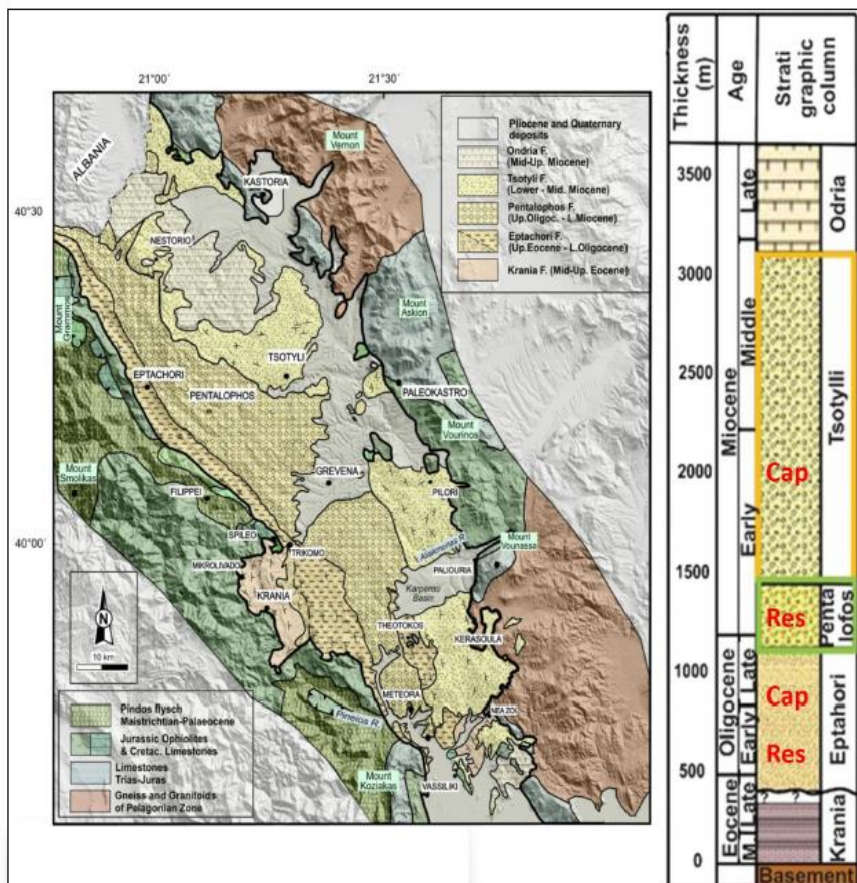 21°00´
21°30´
40°30´
40°00´
ALBANIA
Mount
Vernon
KASTORIA
Pliocene and Quaternary
deposits
Ondria F.
(Mid-Up. Miocene)
Tsotyli F.
(Lower - Mid. Miocene)
Pentalophos F.
(Up.Oligoc. - L.Miocene)
Eptachori F.
(Up.Eocene - L.Oligocene)
Krania F. (Mid-Up. Eocene)
NESTORIO
Mount
Grammos
Mount
Askion
TSOTYLI
EPTACHORI
PENTALOPHOS
PALEOKASTRO
Mount
Vourinos
Mount
Smolikas
GREVENA
FILIPPEI
PILORI
SPILEO
TRIKOMO
Aliakmonas R.
Mount
Vounassa
MIKROLIVADO
PALIOURIA
KRANIA
Karperou
Basin
THEOTOKOS
KERASOULA
N
10 km
METEORA
NEA ZOI
Pineios R.
Mount
Koziakas
VASSILIKI
Pindos flysch
Maistrichtian-Palaeocene
Jurassic Ophiolites
& Cretac. Limestones
Limestones
Trias-Juras
Gneiss and Granitoids
of Pelagonian Zone
Thickness
(m)
Age
Strati
graphic
column
3500
3000
2500
2000
1500
1000
500
0
Miocene
Late
Middle
Early
Oligocene
Late
Early
Eocene
Late
M.
Odria
Tsotylli
Cap
Res
Penta
lofos
Cap
Res
Eptahori
? ?
Krania
Basement